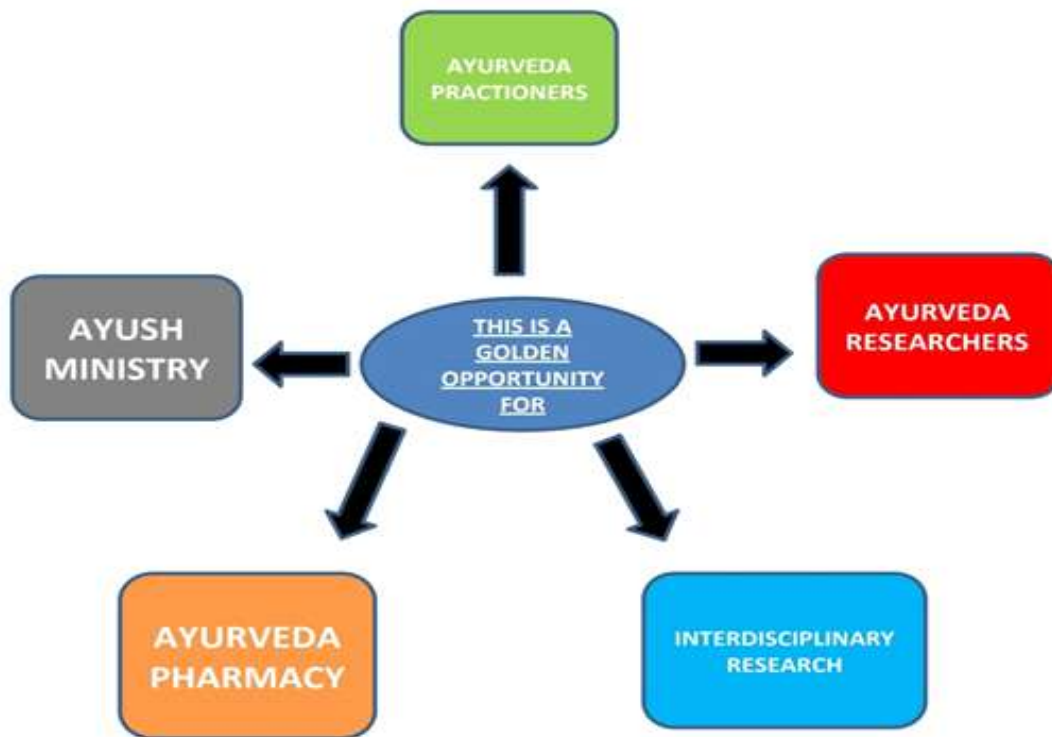 AYURVEDA
PRACTIONERS
AYUSH
MINISTRY
THIS IS A
GOLDEN
OPPORTUNITY
FOR
AYURVEDA
RESEARCHERS
AYURVEDA
PHARMACY
INTERDISCIPLINARY
RESEARCH